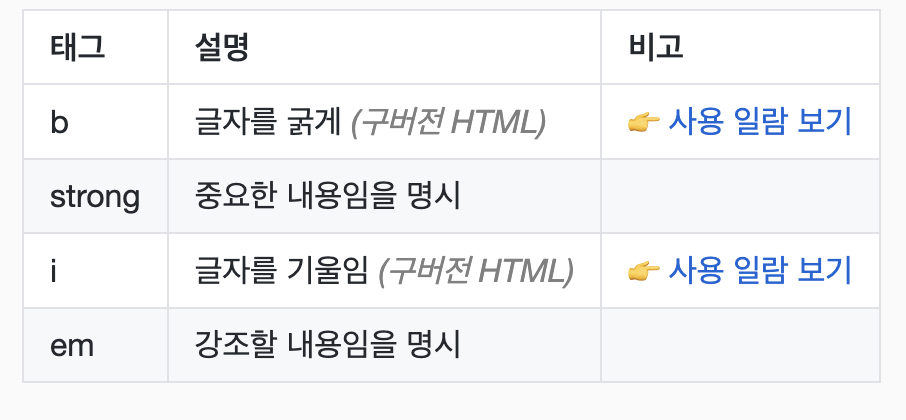 태그 설명 비고
b 글자를 굵게 (구버전 HTML) 👉 사용 일람 보기
strong 중요한 내용임을 명시
i 글자를 기울임 (구버전 HTML) 👉 사용 일람 보기
em 강조할 내용임을 명시